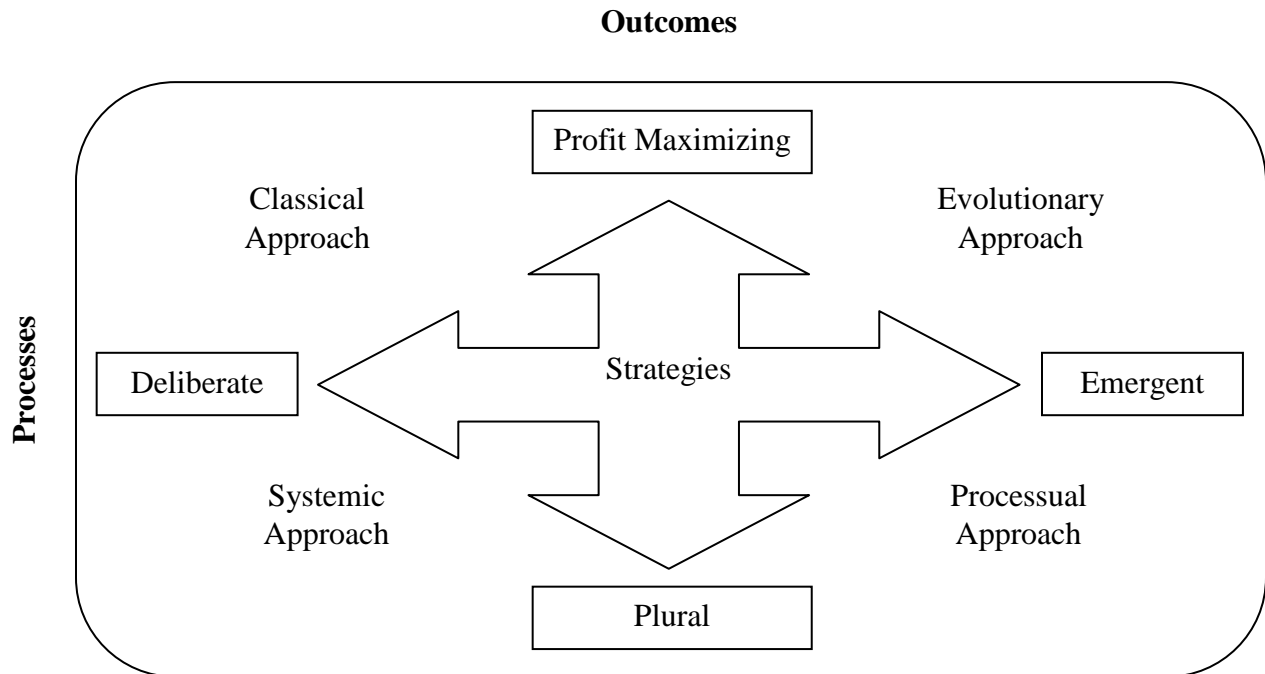 Outcomes
Profit Maximizing
Classical
Approach
Evolutionary
Approach
Processes
Deliberate
Strategies
Emergent
Systemic
Approach
Processual
Approach
Plural